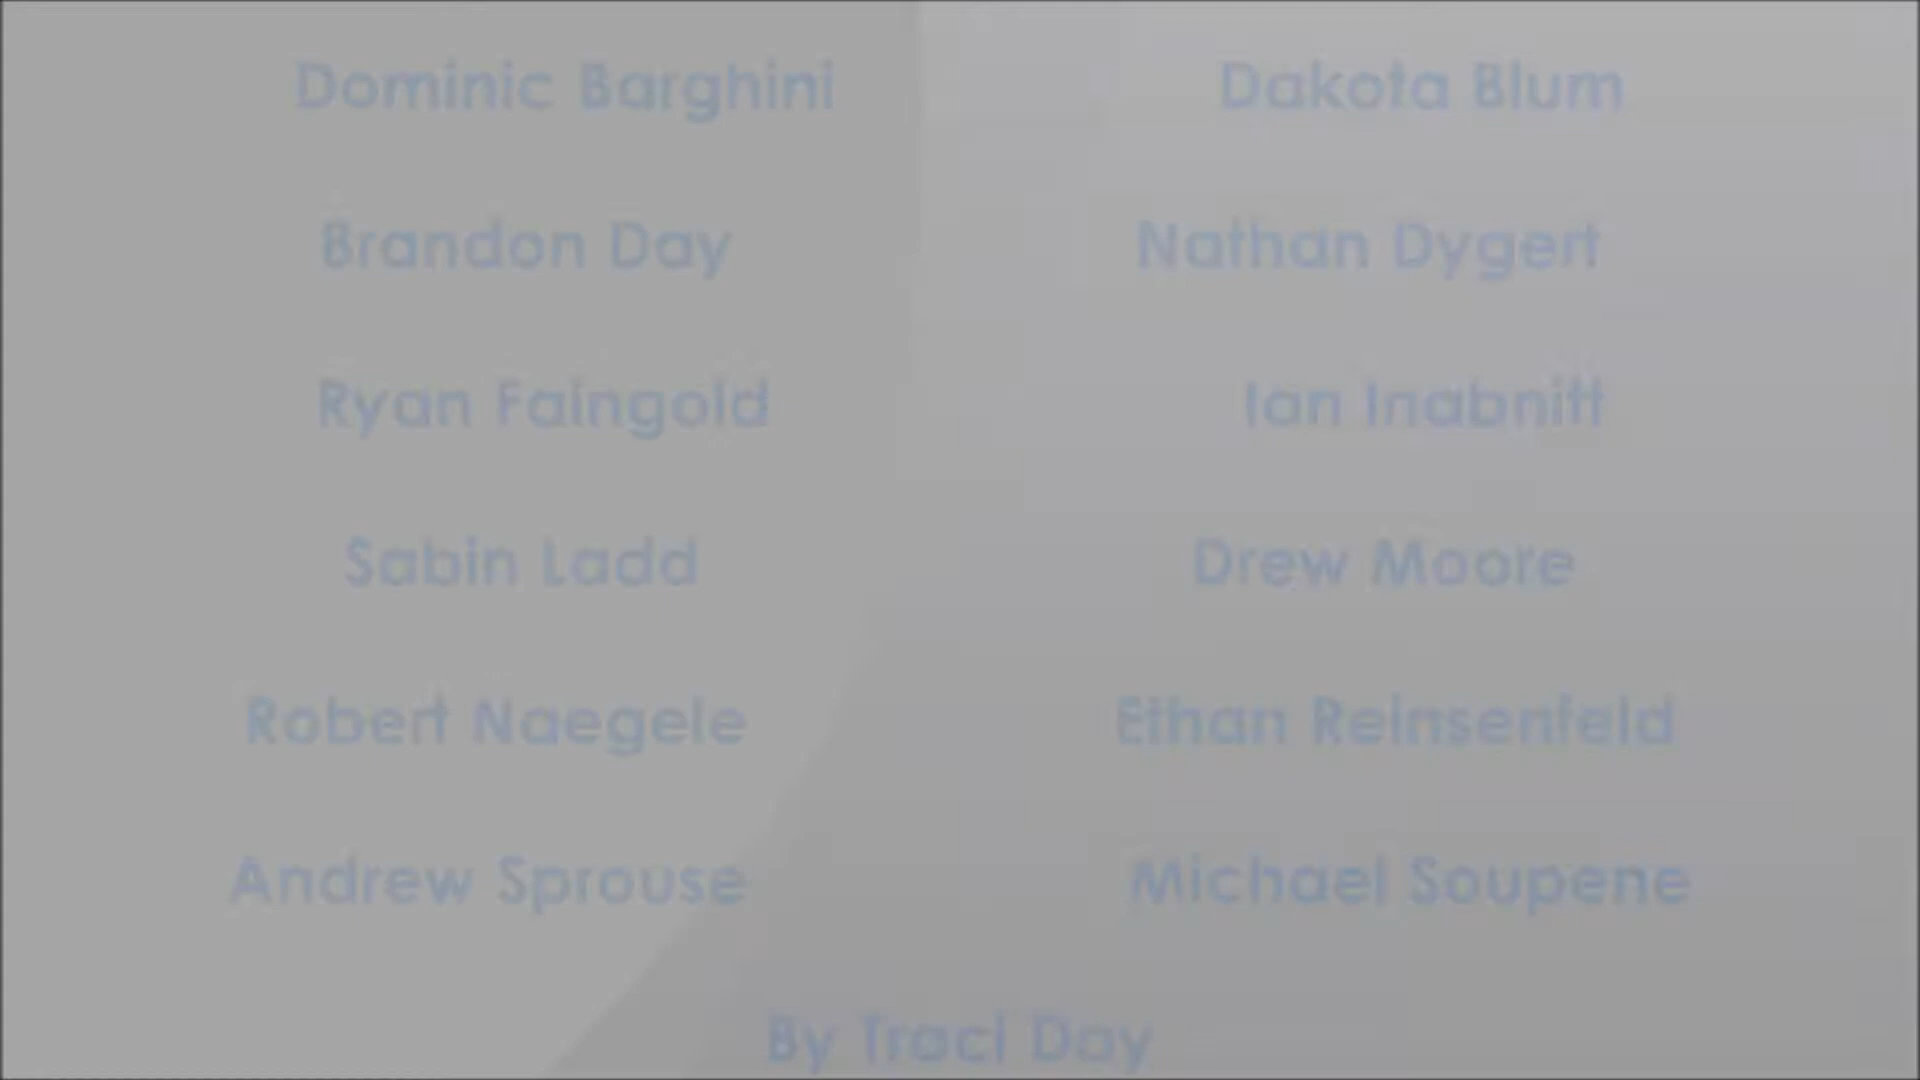 Dominic Barghini Dakota Blum
Brandon Day Nathan Dygert
Ryan Faingold Ian Inabnitt
Sabin Ladd Drew Moore
Robert Naegele Ethan Reinsenfeld
Andrew Sprouse Michael Soupene
By Traci Day